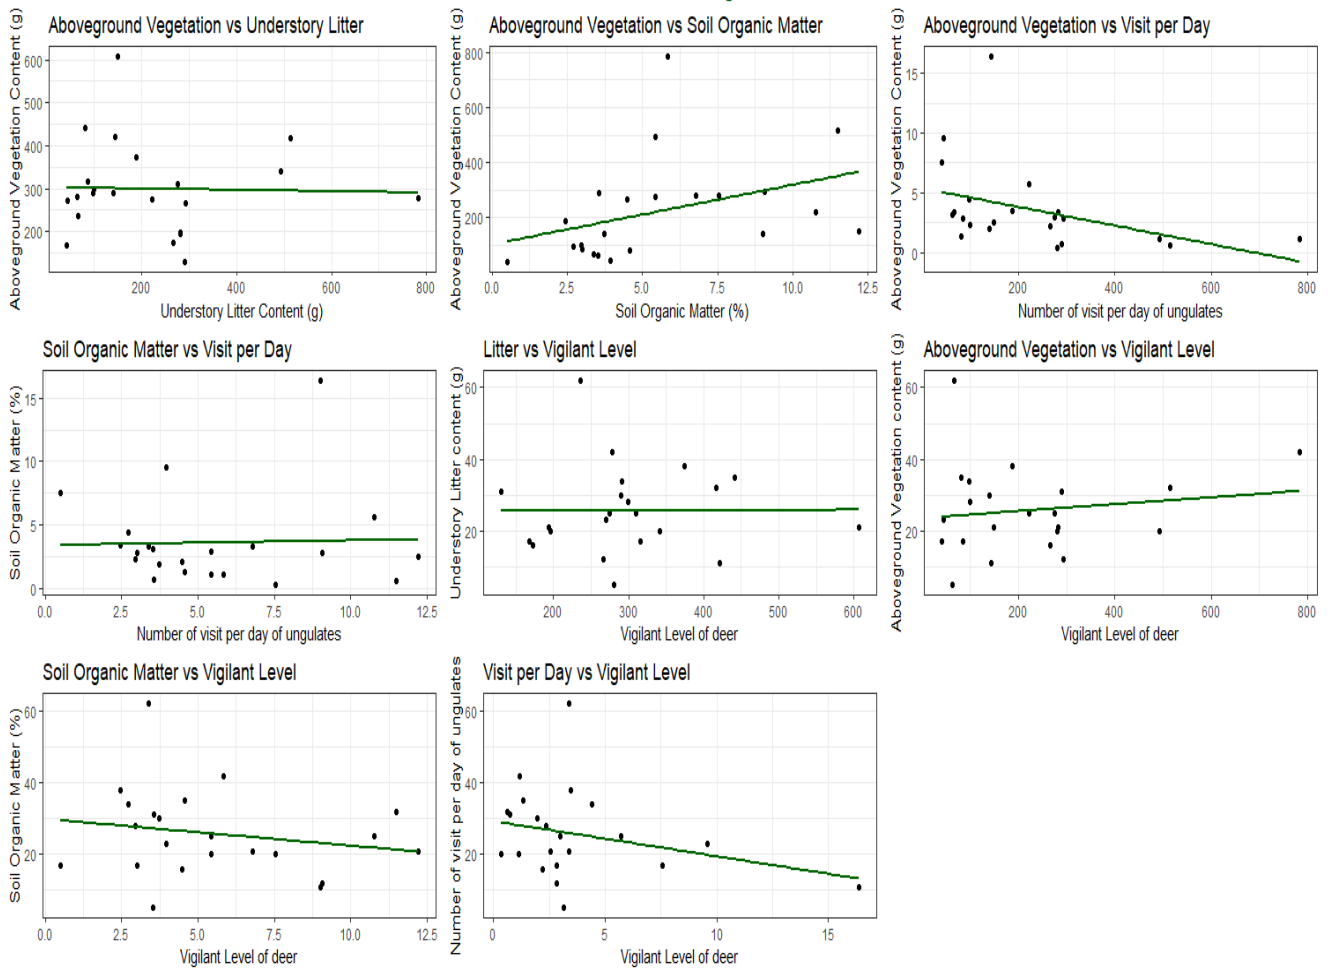 Aboveground Vegetation vs Understory Litter
Aboveground Vegetation Content (g)
600
500
400
300
200
200
400
600
800
Understory Litter Content (g)
Aboveground Vegetation vs Soil Organic Matter
Aboveground Vegetation Content (g)
800
600
400
200
0.0
2.5
5.0
7.5
10.0
12.5
Soil Organic Matter (%)
Aboveground Vegetation vs Visit per Day
Aboveground Vegetation Content (g)
15
10
5
0
200
400
600
800
Number of visit per day of ungulates
Soil Organic Matter vs Visit per Day
Soil Organic Matter (%)
15
10
5
0
0.0
2.5
5.0
7.5
10.0
12.5
Number of visit per day of ungulates
Litter vs Vigilant Level
Understory Litter content (g)
60
40
20
200
300
400
500
600
Vigilant Level of deer
Aboveground Vegetation vs Vigilant Level
Aboveground Vegetation content (g)
60
40
20
200
400
600
800
Vigilant Level of deer
Soil Organic Matter vs Vigilant Level
Soil Organic Matter (%)
60
40
20
0.0
2.5
5.0
7.5
10.0
12.5
Vigilant Level of deer
Visit per Day vs Vigilant Level
Number of visit per day of ungulates
60
40
20
0
5
10
15
Vigilant Level of deer